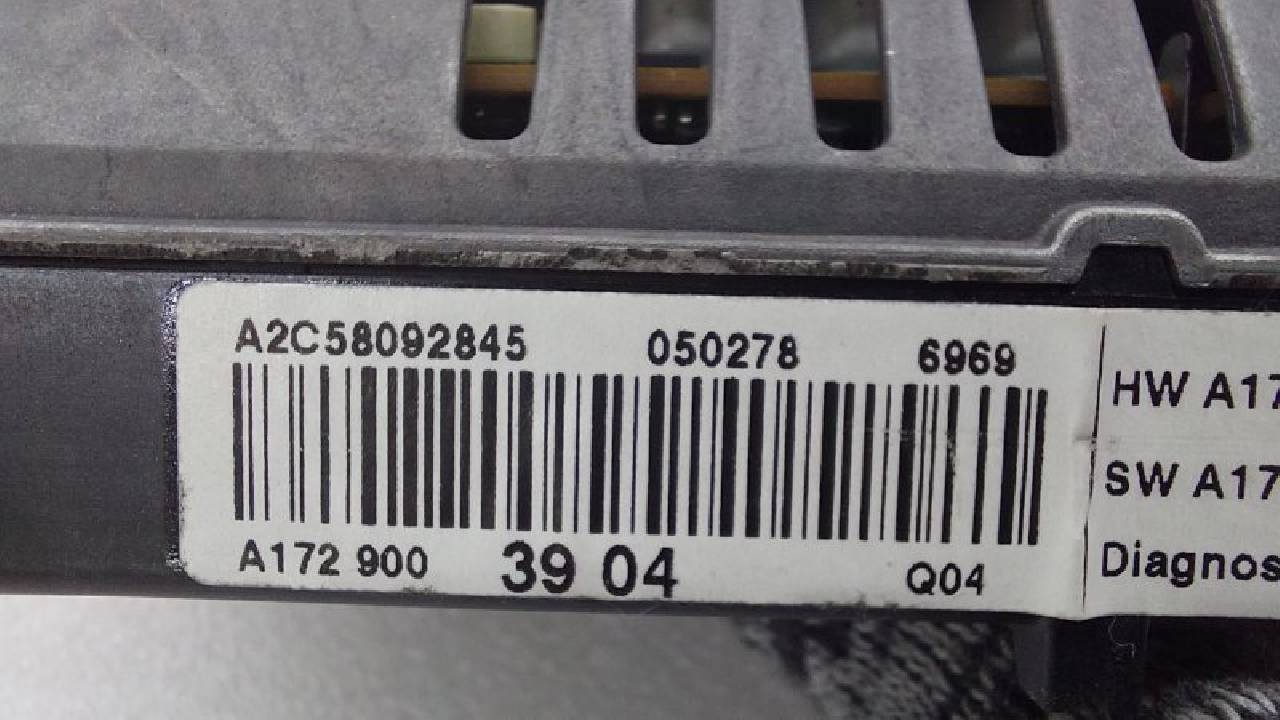 A2C58092845 050278 6969
A172 900 39 04 Q04
HW A17
SW A17
Diagnos